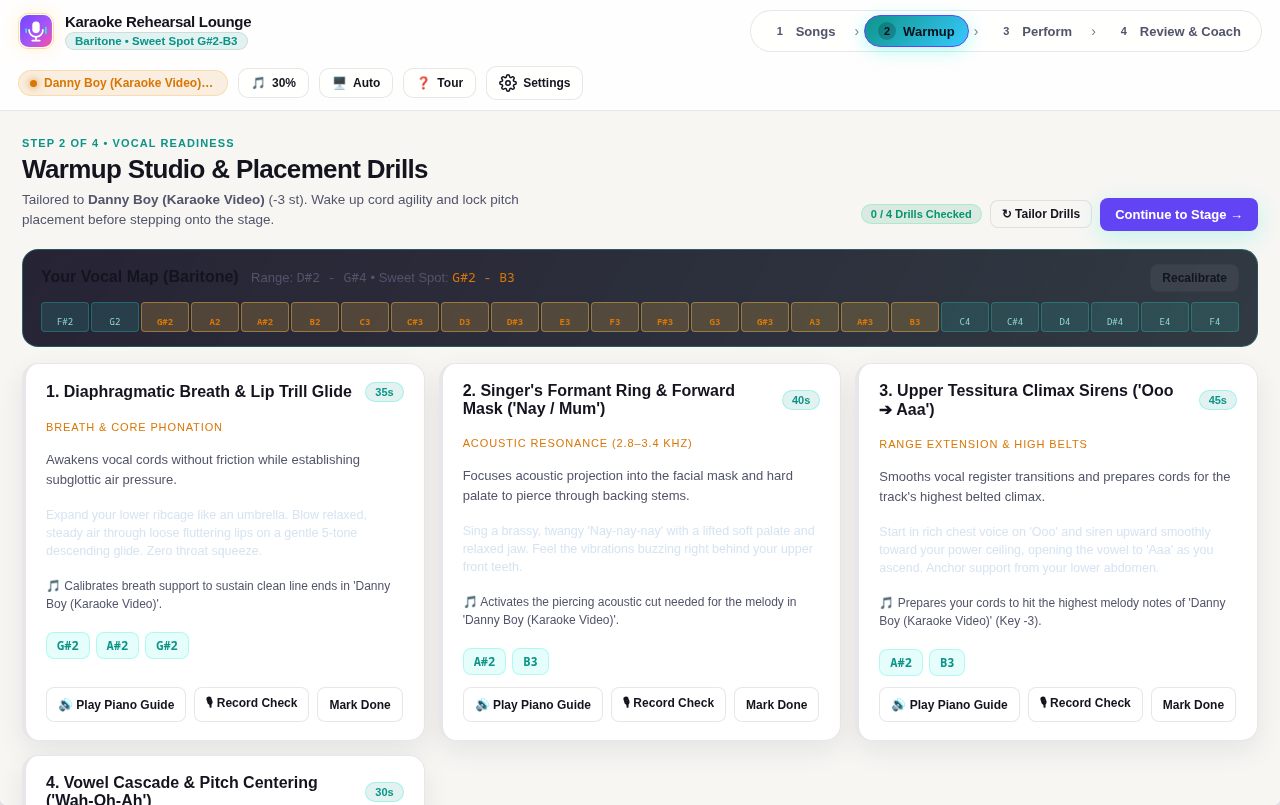 Karaoke Rehearsal Lounge
Baritone • Sweet Spot G#2-B3
1 Songs › 2 Warmup › 3 Perform › 4 Review & Coach
Danny Boy (Karaoke Video)…
🎵 30%
🖥️ Auto
❓ Tour
Settings
STEP 2 OF 4 • VOCAL READINESS
Warmup Studio & Placement Drills
Tailored to Danny Boy (Karaoke Video) (-3 st). Wake up cord agility and lock pitch
placement before stepping onto the stage.
0 / 4 Drills Checked
↻ Tailor Drills
Continue to Stage →
Your Vocal Map (Baritone) Range: D#2 - G#4 • Sweet Spot: G#2 - B3
Recalibrate
F#2 G2 G#2 A2 A#2 B2 C3 C#3 D3 D#3 E3 F3 F#3 G3 G#3 A3 A#3 B3 C4 C#4 D4 D#4 E4 F4
1. Diaphragmatic Breath & Lip Trill Glide
35s
BREATH & CORE PHONATION
Awakens vocal cords without friction while establishing
subglottic air pressure.
Expand your lower ribcage like an umbrella. Blow relaxed,
steady air through loose fluttering lips on a gentle 5-tone
descending glide. Zero throat squeeze.
🎵 Calibrates breath support to sustain clean line ends in 'Danny
Boy (Karaoke Video)'.
G#2 A#2 G#2
🔊 Play Piano Guide
🎙 Record Check
Mark Done
2. Singer's Formant Ring & Forward
Mask ('Nay / Mum')
40s
ACOUSTIC RESONANCE (2.8–3.4 KHZ)
Focuses acoustic projection into the facial mask and hard
palate to pierce through backing stems.
Sing a brassy, twangy 'Nay-nay-nay' with a lifted soft palate and
relaxed jaw. Feel the vibrations buzzing right behind your upper
front teeth.
🎵 Activates the piercing acoustic cut needed for the melody in
'Danny Boy (Karaoke Video)'.
A#2 B3
🔊 Play Piano Guide
🎙 Record Check
Mark Done
3. Upper Tessitura Climax Sirens ('Ooo
➔ Aaa')
45s
RANGE EXTENSION & HIGH BELTS
Smooths vocal register transitions and prepares cords for the
track's highest belted climax.
Start in rich chest voice on 'Ooo' and siren upward smoothly
toward your power ceiling, opening the vowel to 'Aaa' as you
ascend. Anchor support from your lower abdomen.
🎵 Prepares your cords to hit the highest melody notes of 'Danny
Boy (Karaoke Video)' (Key -3).
A#2 B3
🔊 Play Piano Guide
🎙 Record Check
Mark Done
4. Vowel Cascade & Pitch Centering
('Wah-Oh-Ah')
30s